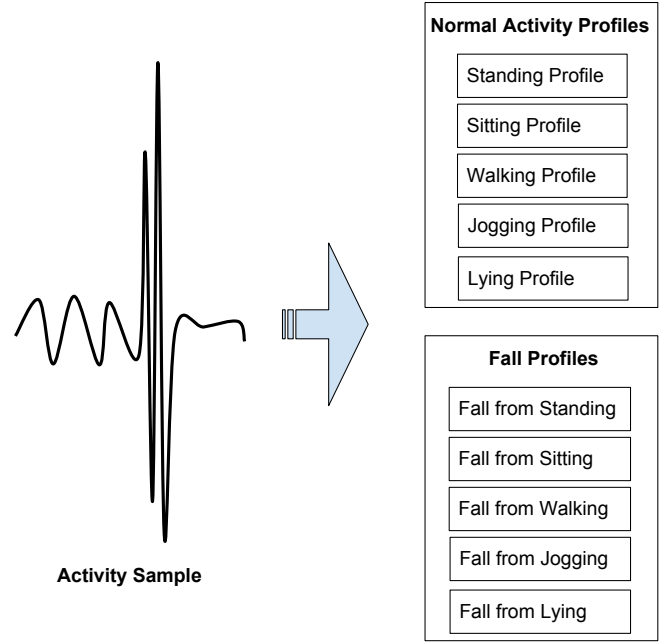 Normal Activity Profiles
Standing Profile
Sitting Profile
Walking Profile
Jogging Profile
Lying Profile
Fall Profiles
Fall from Standing
Fall from Sitting
Fall from Walking
Fall from Jogging
Fall from Lying
Activity Sample